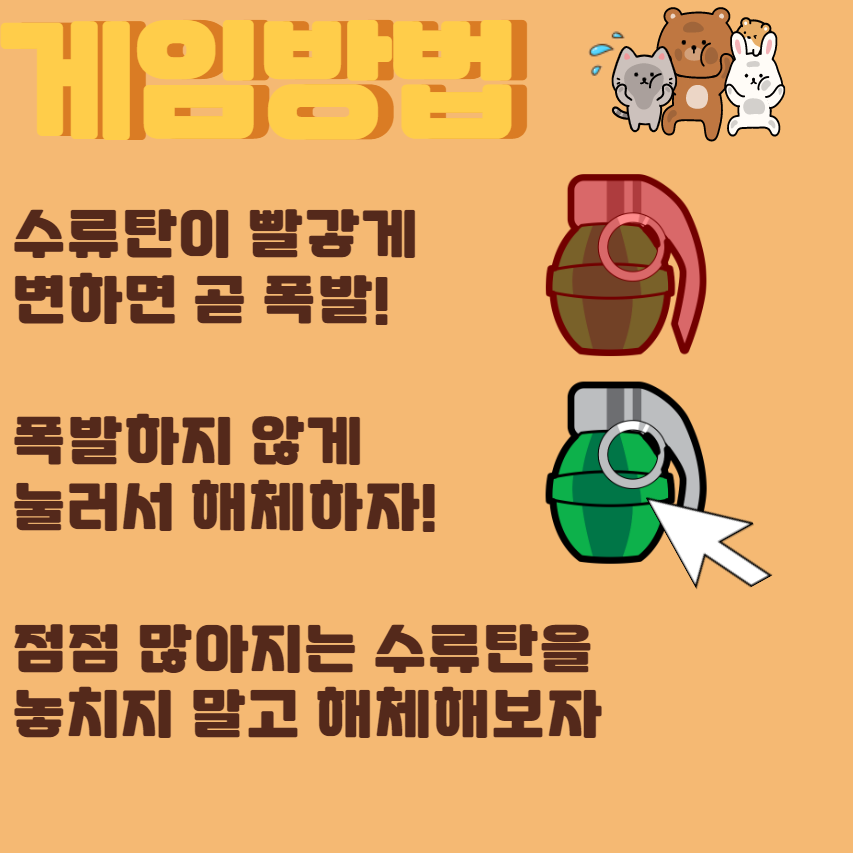 게임방법
수류탄이 빨갛게
변하면 곧 폭발!
폭발하지 않게
눌러서 해체하자!
점점 많아지는 수류탄을
놓치지 말고 해체해보자